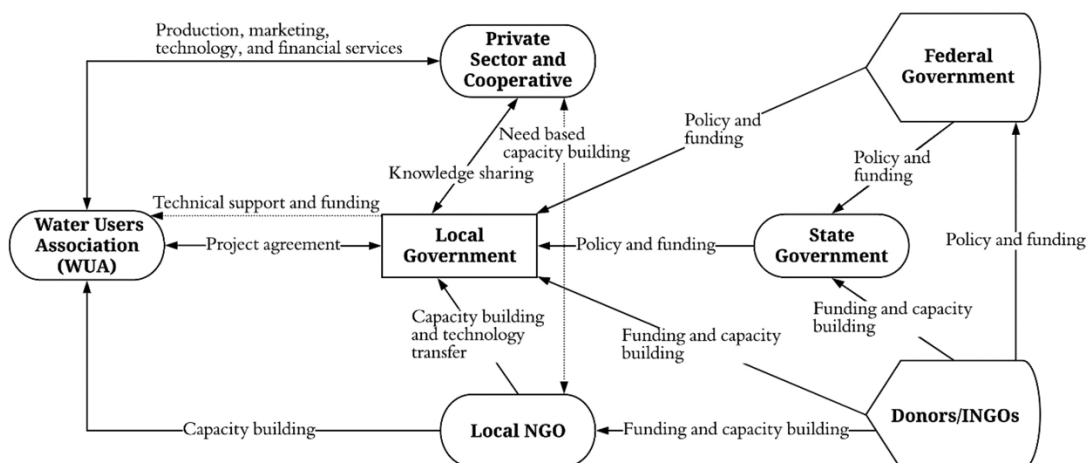 Production, marketing,
technology, and financial services
Private
Sector and
Cooperative
Federal
Government
Need based
capacity building
Policy and
funding
Knowledge sharing
Policy and
funding
Technical support and funding
Water Users
Association
(WUA)
Project agreement
Local
Government
Policy and funding
State
Government
Policy and funding
Capacity building
and technology
transfer
Funding and capacity
building
Funding and capacity
building
Capacity building
Local NGO
Funding and capacity building
Donors/INGOs